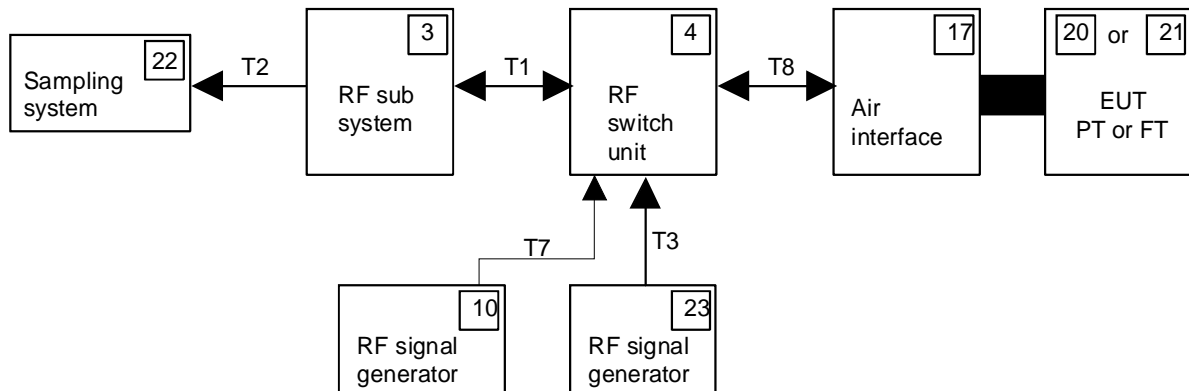 22
Sampling
system
T2
3
RF sub
system
T1
4
RF
switch
unit
T8
17
Air
interface
20 or 21
EUT
PT or FT
T7
T3
10
RF signal
generator
23
RF signal
generator